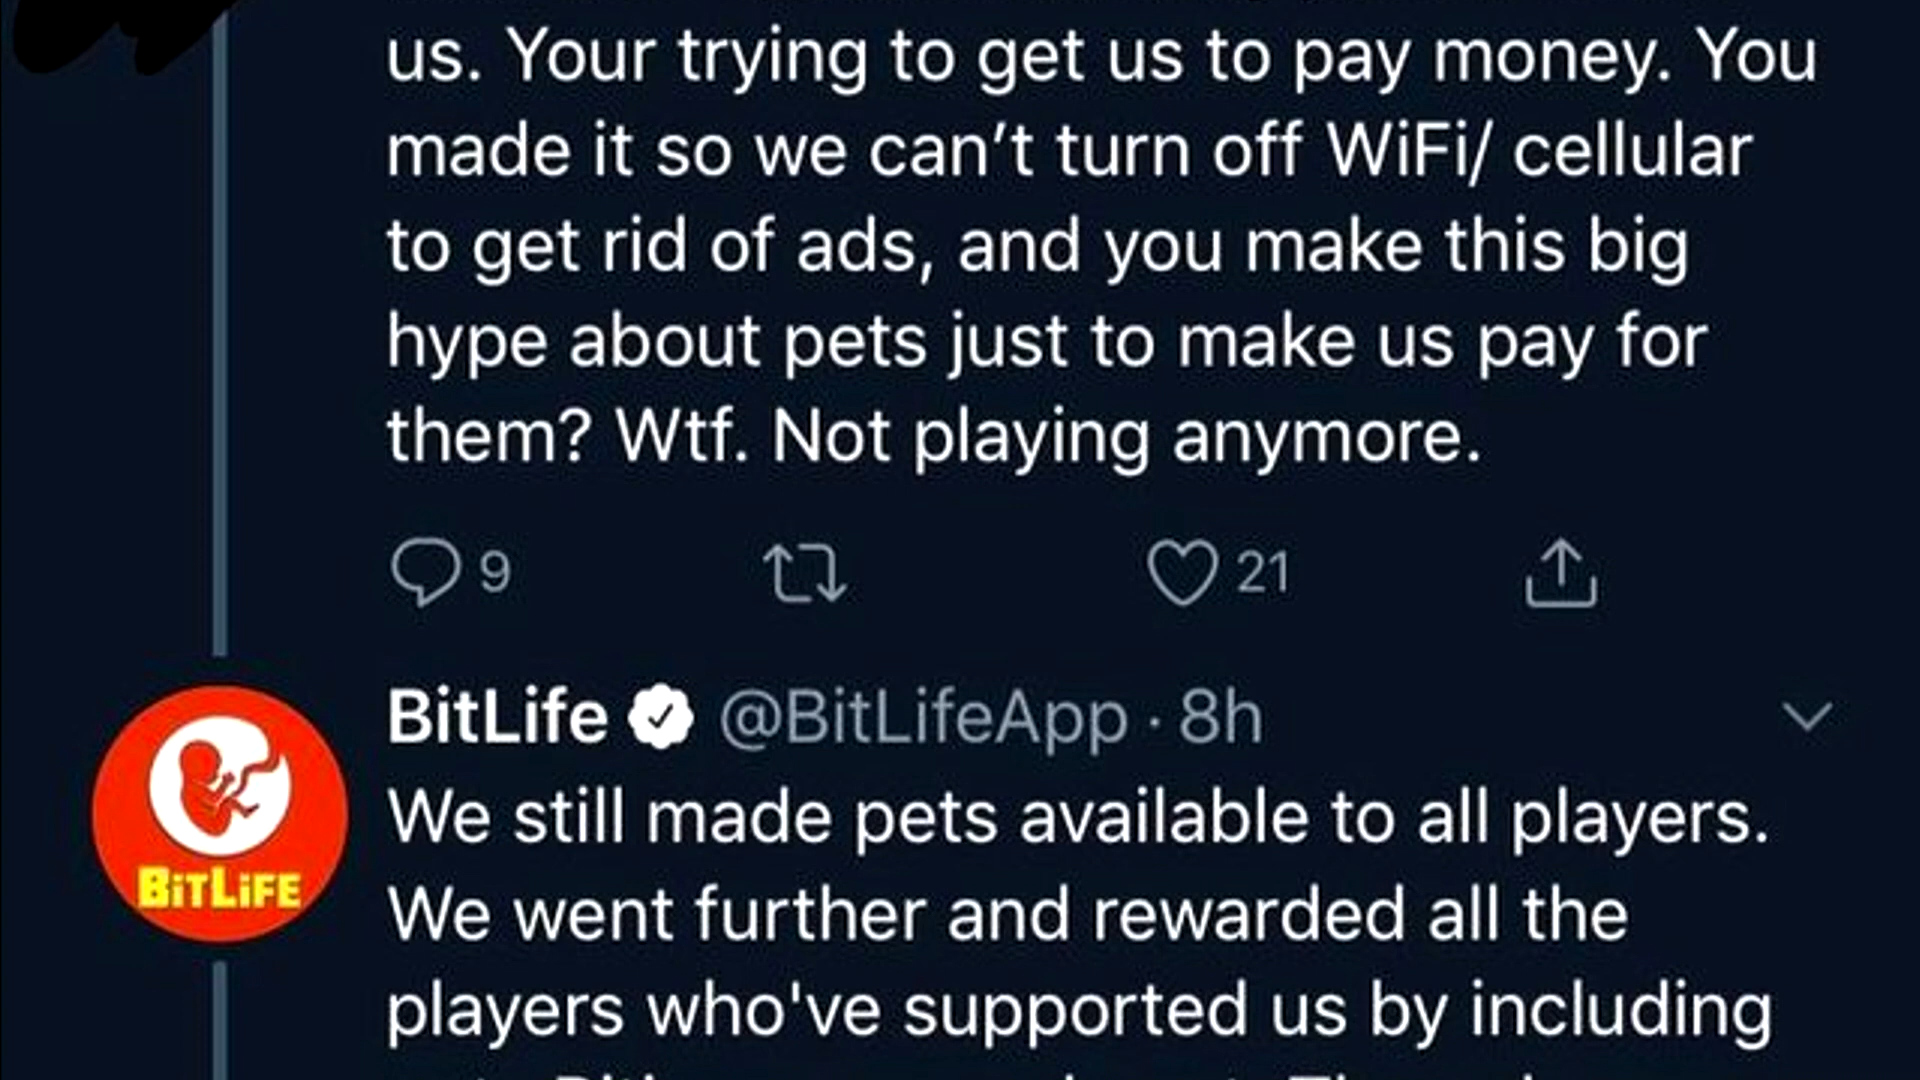 us. Your trying to get us to pay money. You
made it so we can’t turn off WiFi/ cellular
to get rid of ads, and you make this big
hype about pets just to make us pay for
them? Wtf. Not playing anymore.
9
21
BitLife @BitLifeApp · 8h
BiTLiFE
We still made pets available to all players.
We went further and rewarded all the
players who've supported us by including